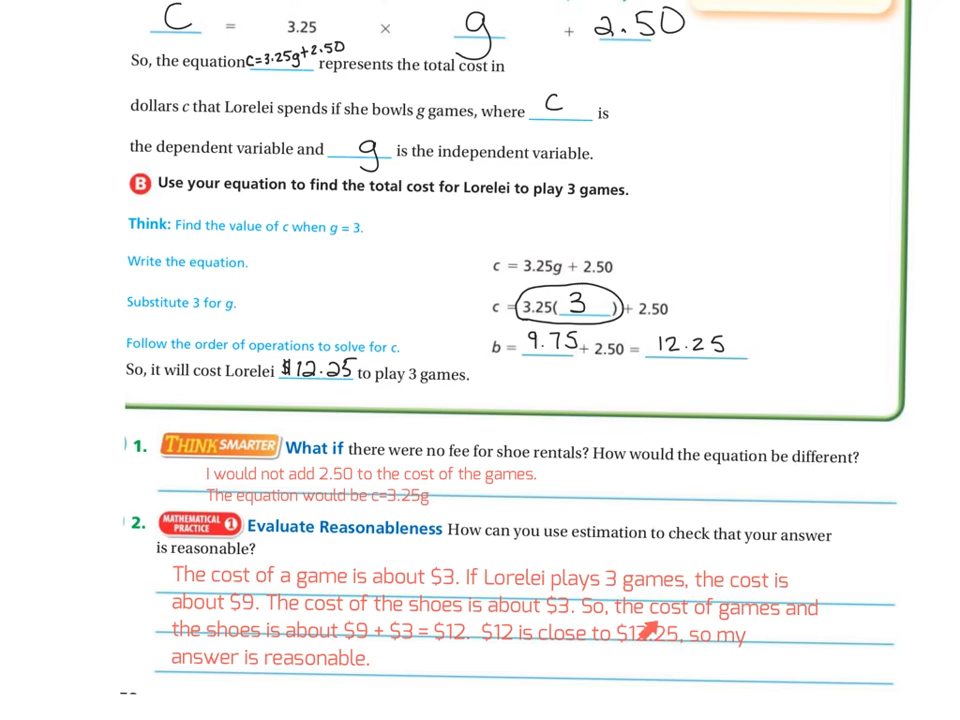 c = 3.25 × g + 2.50
So, the equation c=3.25g+2.50 represents the total cost in
dollars c that Lorelei spends if she bowls g games, where c is
the dependent variable and g is the independent variable.
B Use your equation to find the total cost for Lorelei to play 3 games.
Think: Find the value of c when g = 3.
Write the equation. c = 3.25g + 2.50
Substitute 3 for g. c = 3.25( 3 ) + 2.50
Follow the order of operations to solve for c. b = 9.75 + 2.50 = 12.25
So, it will cost Lorelei $12.25 to play 3 games.
1. THINK SMARTER What if there were no fee for shoe rentals? How would the equation be different?
I would not add 2.50 to the cost of the games.
The equation would be c=3.25g
2. MATHEMATICAL PRACTICE 1 Evaluate Reasonableness How can you use estimation to check that your answer
is reasonable?
The cost of a game is about $3. If Lorelei plays 3 games, the cost is
about $9. The cost of the shoes is about $3. So, the cost of games and
the shoes is about $9 + $3 = $12. $12 is close to $12.25, so my
answer is reasonable.